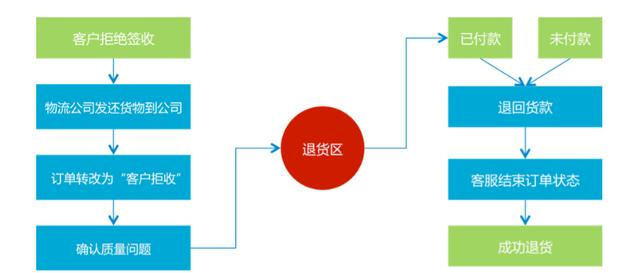 客户拒绝签收
物流公司发还货物到公司
订单转改为“客户拒收”
确认质量问题
退货区
已付款
未付款
退回货款
客服结束订单状态
成功退货